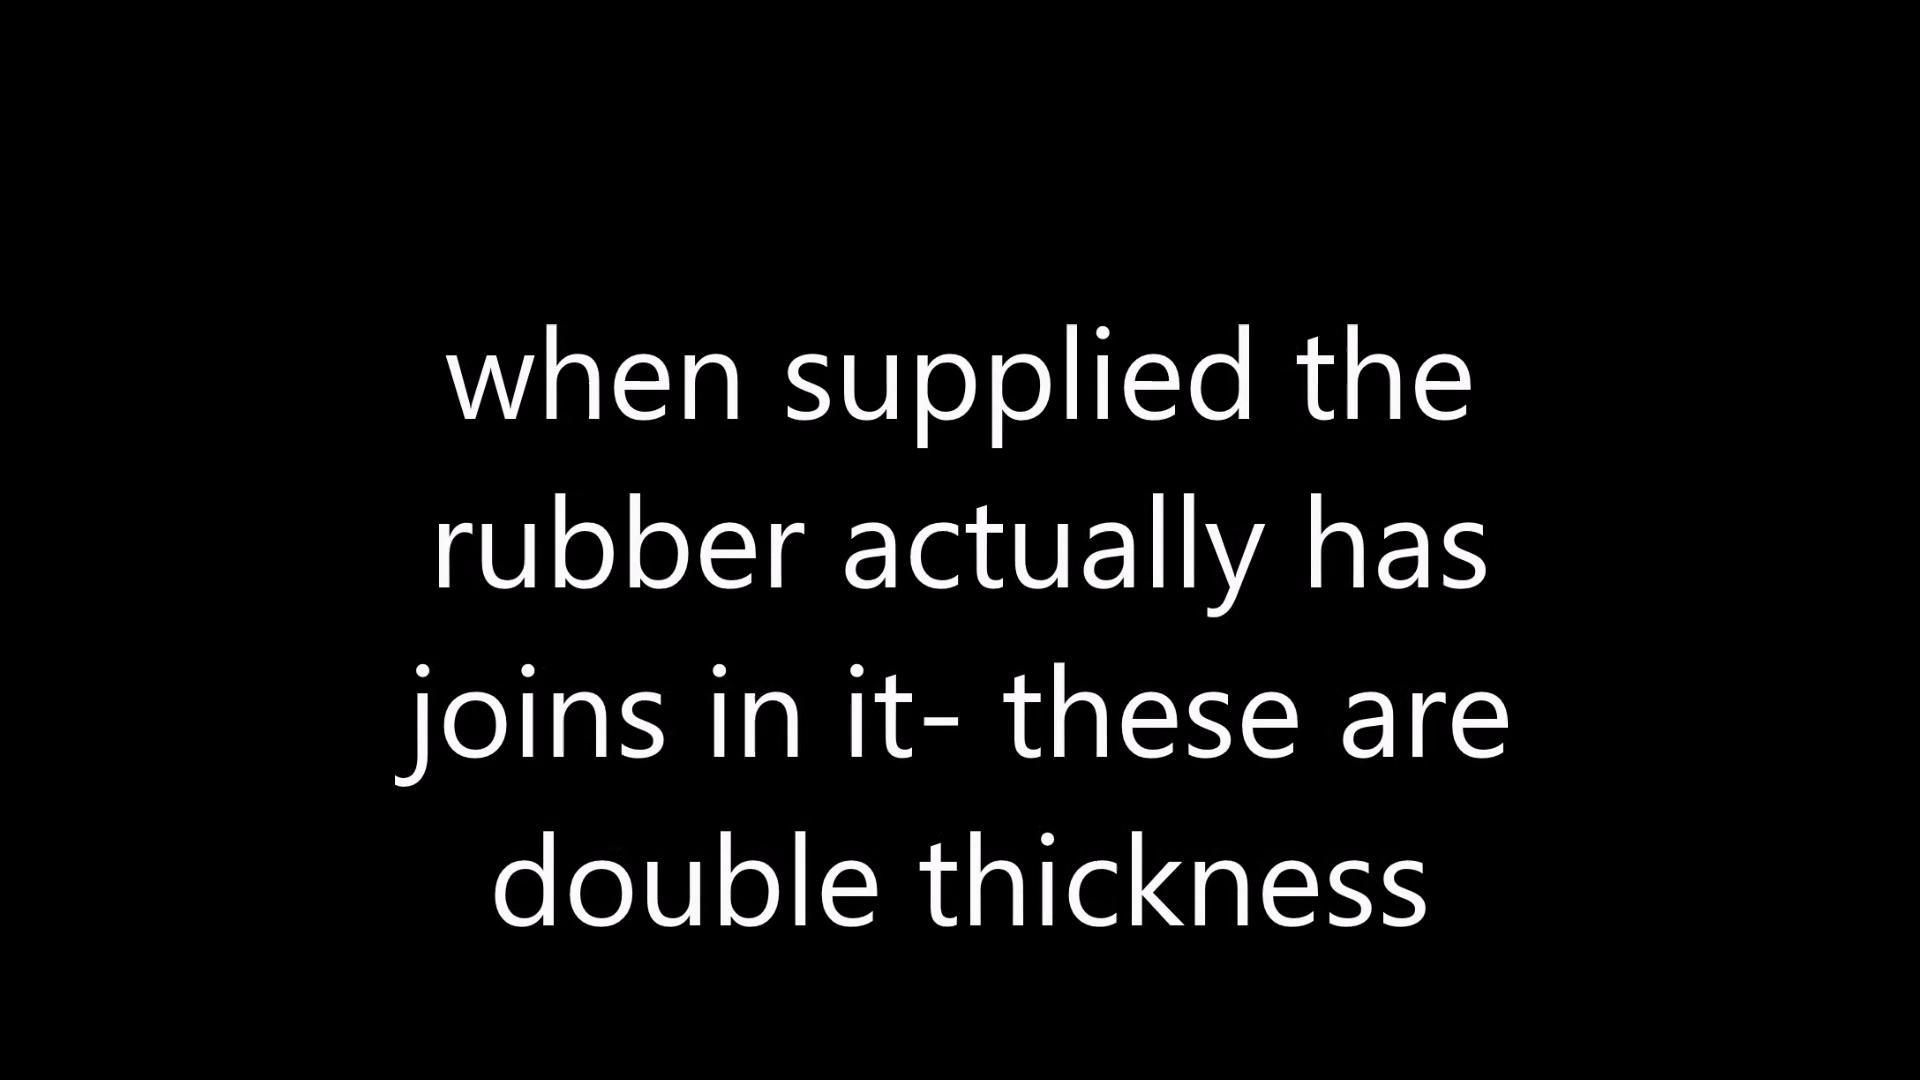 when supplied the
rubber actually has
joins in it- these are
double thickness